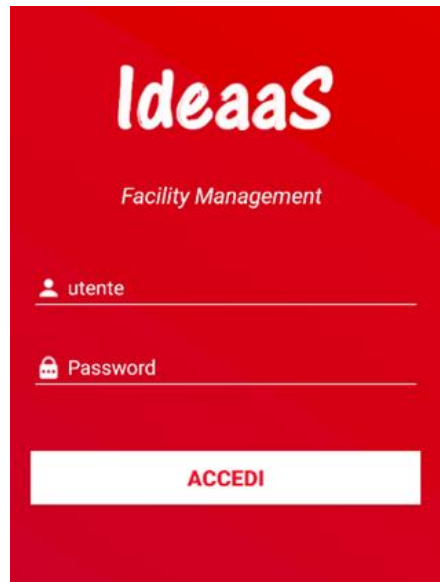 IdeaaS
Facility Management
utente
Password
ACCEDI